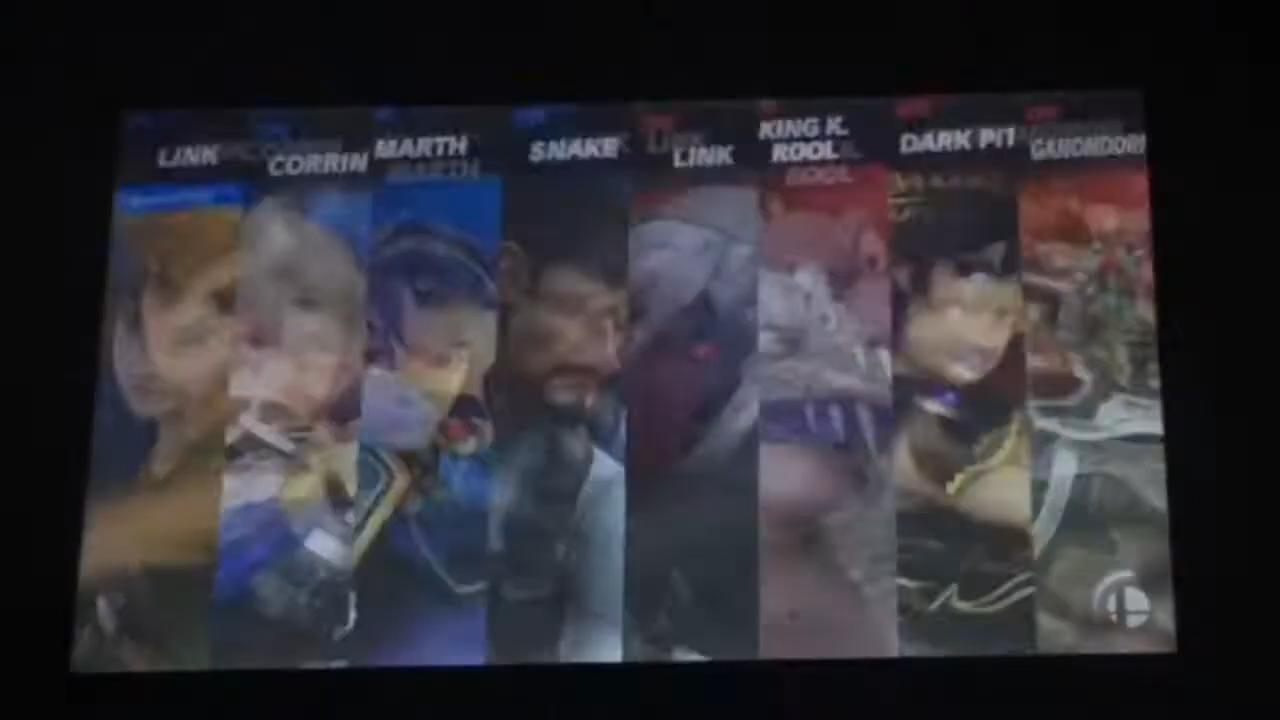 LINK
CORRIN
MARTH
SNAKE
LINK
KING K.
ROOL
DARK PIT
GANONDORF